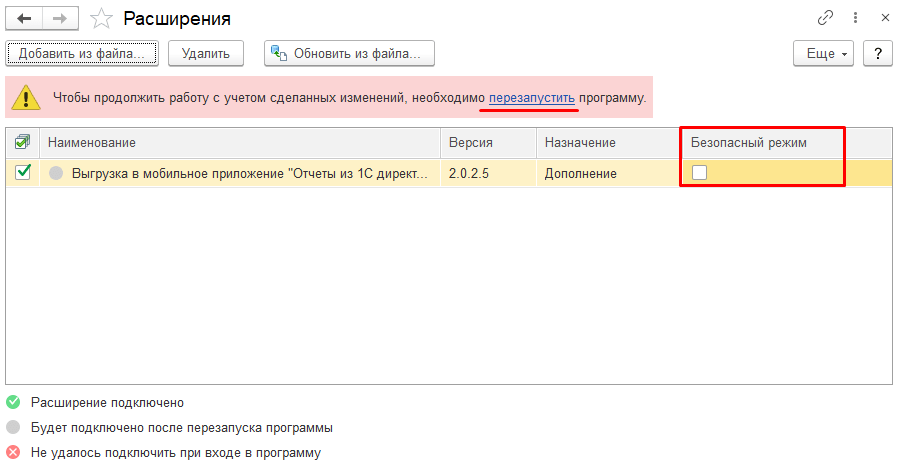 Расширения
Добавить из файла... Удалить Обновить из файла... Еще ?
Чтобы продолжить работу с учетом сделанных изменений, необходимо перезапустить программу.
Наименование Версия Назначение Безопасный режим
Выгрузка в мобильное приложение "Отчеты из 1С директ... 2.0.2.5 Дополнение
Расширение подключено
Будет подключено после перезапуска программы
Не удалось подключить при входе в программу